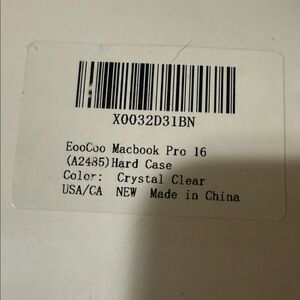 X0032D31BN
EooCoo Macbook Pro 16
(A2485)Hard Case
Color: Crystal Clear
USA/CA NEW Made in China